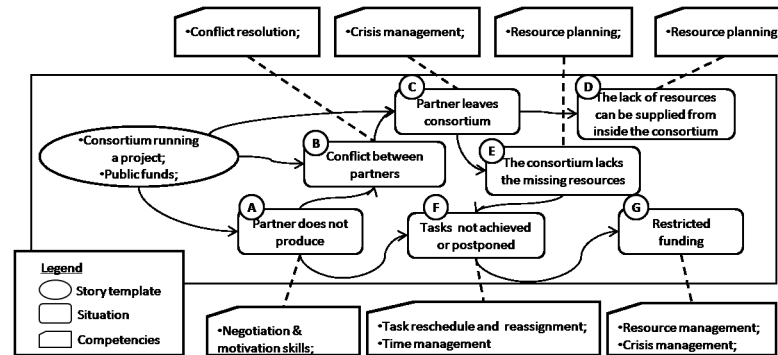 •Conflict resolution;
•Crisis management;
•Resource planning;
•Resource planning
C
Partner leaves
consortium
D
The lack of resources
can be supplied from
inside the consortium
•Consortium running
a project;
•Public funds;
B
Conflict between
partners
E
The consortium lacks
the missing resources
A
Partner does not
produce
F
Tasks not achieved
or postponed
G
Restricted
funding
Legend
Story template
Situation
Competencies
•Negotiation &
motivation skills;
•Task reschedule and reassignment;
•Time management
•Resource management;
•Crisis management;